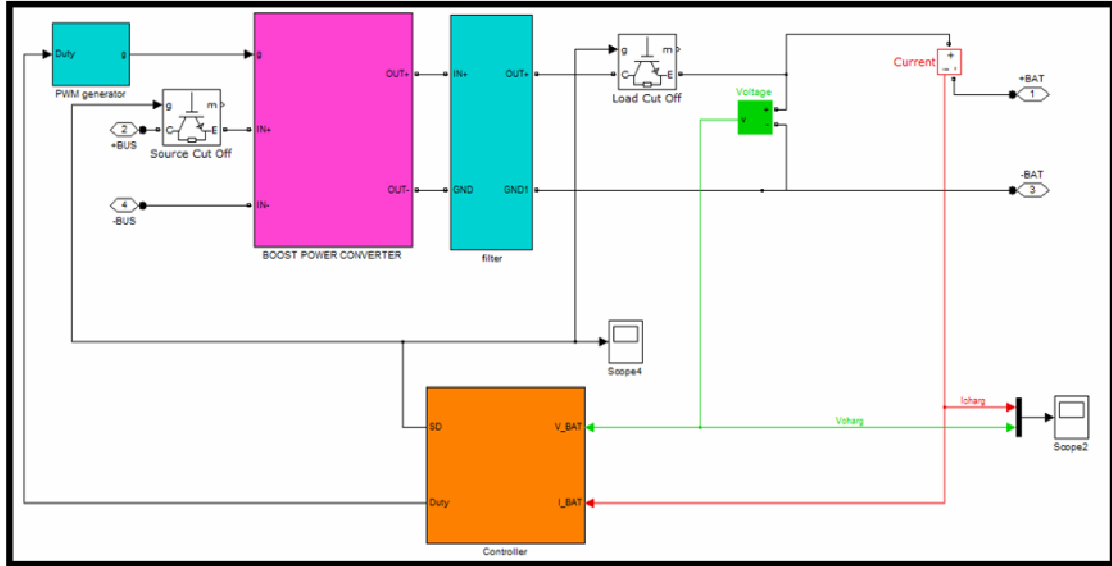 Duty
g
PWM generator
g
m
C
E
Source Cut Off
2
+BUS
4
-BUS
g
OUT+
IN+
OUT-
IN-
BOOST POWER CONVERTER
IN+
OUT+
GND
GND1
filter
g
m
C
E
Load Cut Off
Voltage
+
v
-
Current
+
-
i
+BAT
1
-BAT
3
Scope4
SD
V_BAT
Duty
I_BAT
Controller
Icharg
Vcharg
Scope2